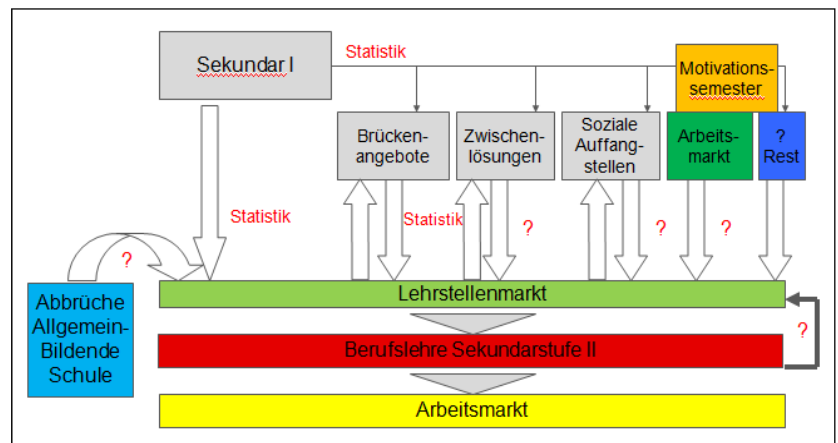 Sekundar I
Statistik
Motivations-
semester
Brücken-
angebote
Zwischen-
lösungen
Soziale
Auffang-
stellen
Arbeits-
markt
?
Rest
Statistik
Statistik
?
?
?
?
Abbrüche
Allgemein-
Bildende
Schule
Lehrstellenmarkt
?
Berufslehre Sekundarstufe II
Arbeitsmarkt